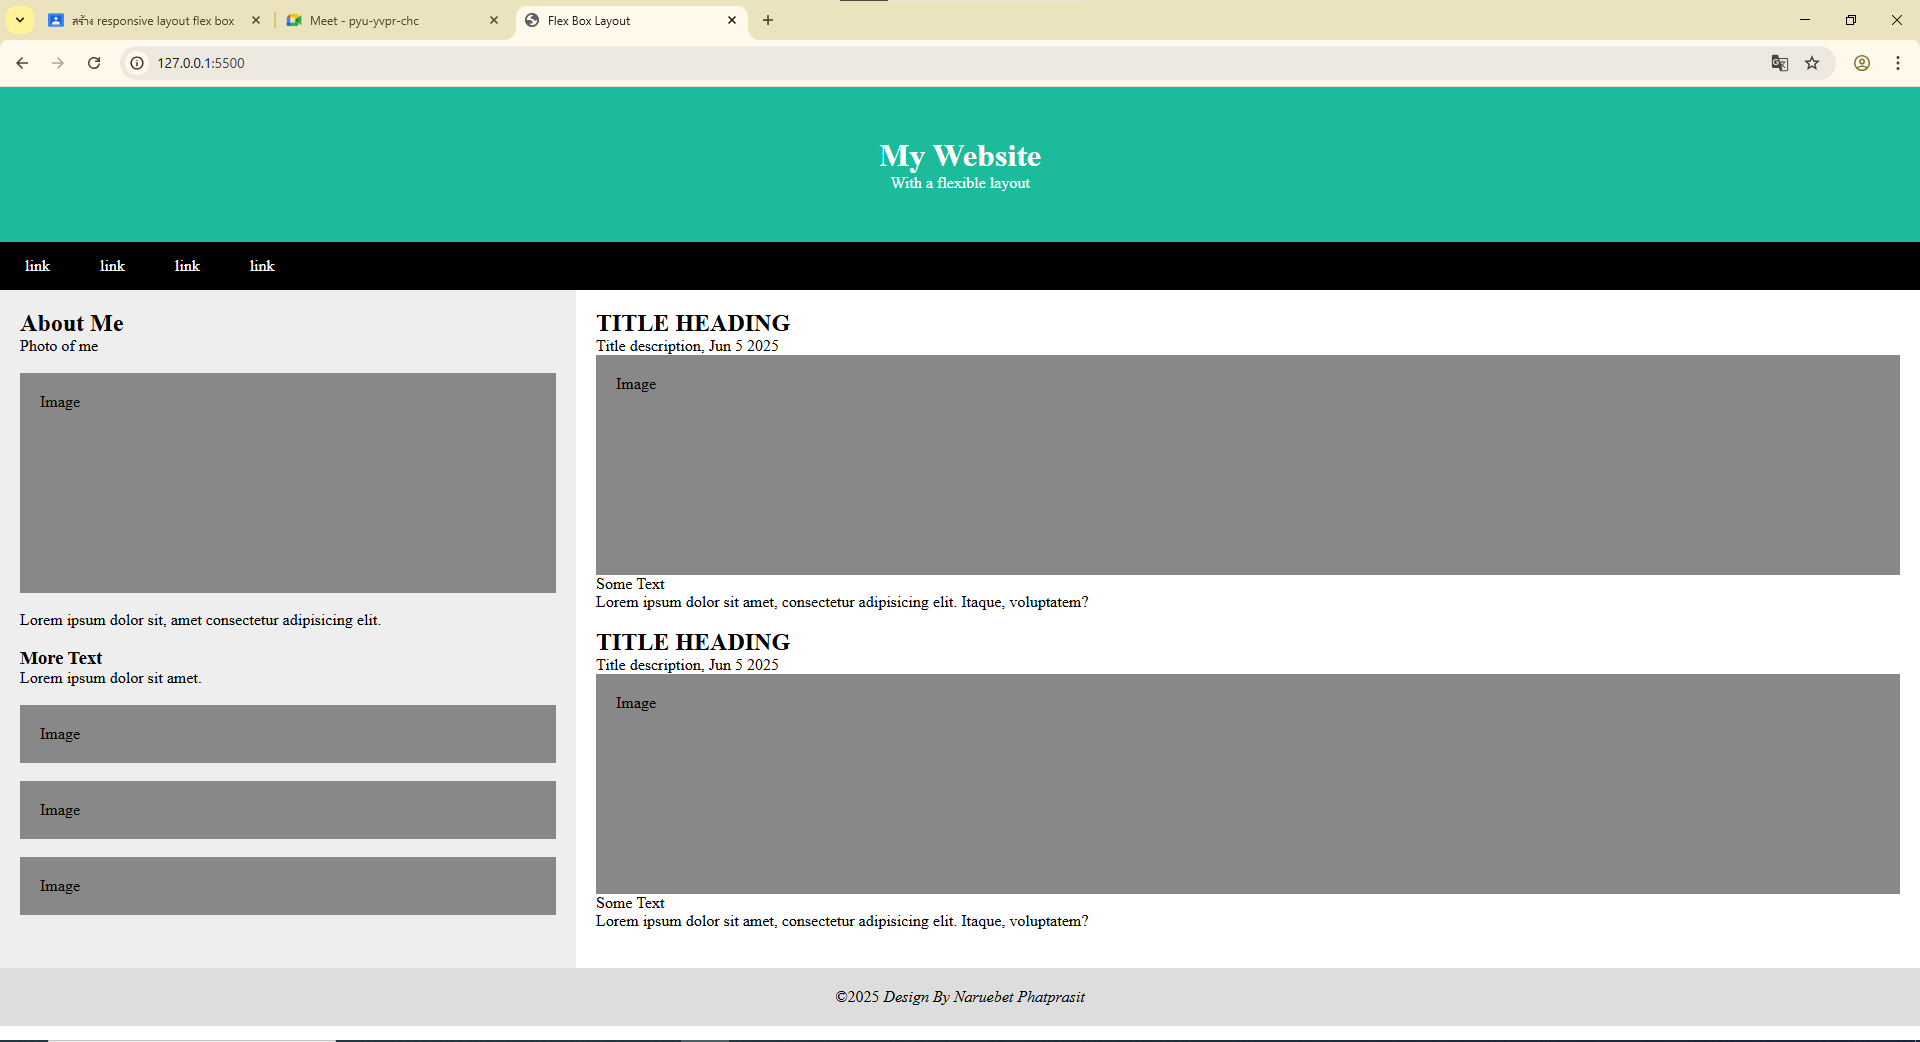 สร้าง responsive layout flex box
Meet - pyu-yvpr-chc
Flex Box Layout
127.0.0.1:5500
My Website
With a flexible layout
link link link link
About Me
Photo of me
Image
Lorem ipsum dolor sit, amet consectetur adipisicing elit.
More Text
Lorem ipsum dolor sit amet.
Image
Image
Image
TITLE HEADING
Title description, Jun 5 2025
Image
Some Text
Lorem ipsum dolor sit amet, consectetur adipisicing elit. Itaque, voluptatem?
TITLE HEADING
Title description, Jun 5 2025
Image
Some Text
Lorem ipsum dolor sit amet, consectetur adipisicing elit. Itaque, voluptatem?
©2025 Design By Naruebet Phatprasit